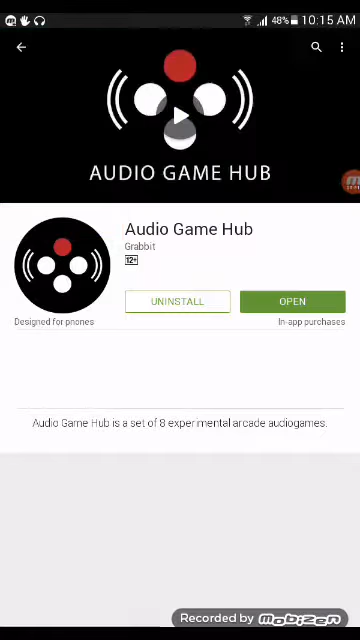 48% 10:15 AM
AUDIO GAME HUB
Audio Game Hub
Grabbit
12+
UNINSTALL
OPEN
Designed for phones
In-app purchases
Audio Game Hub is a set of 8 experimental arcade audiogames.
Recorded by mobizen